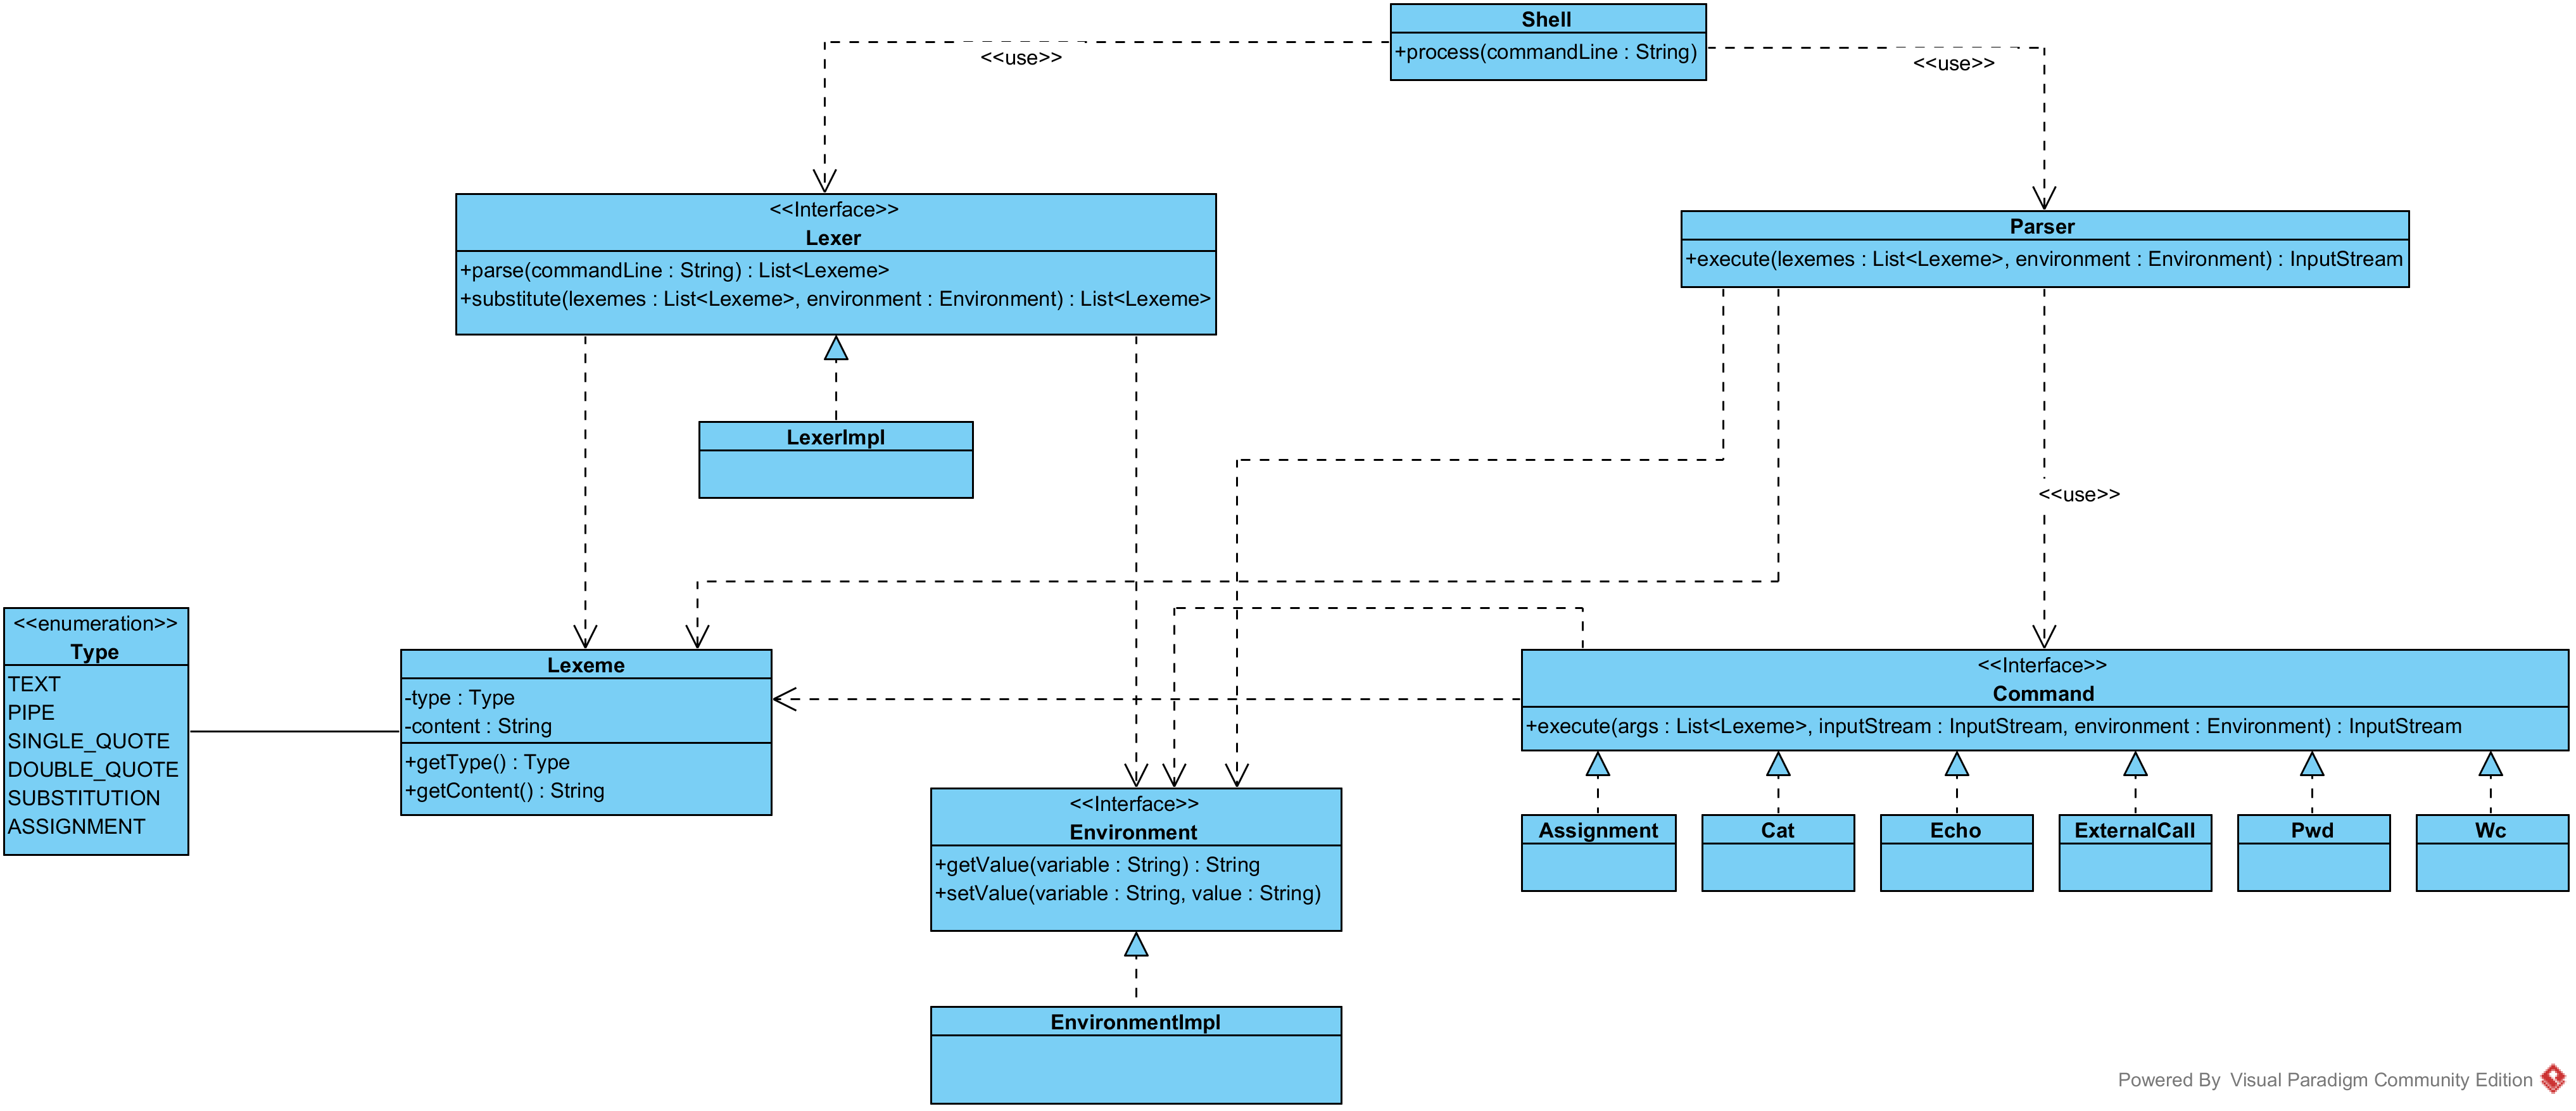 Shell
+process(commandLine : String)
<<use>>
<<use>>
<<Interface>>
Lexer
+parse(commandLine : String) : List<Lexeme>
+substitute(lexemes : List<Lexeme>, environment : Environment) : List<Lexeme>
Parser
+execute(lexemes : List<Lexeme>, environment : Environment) : InputStream
LexerImpl
<<use>>
<<enumeration>>
Type
TEXT
PIPE
SINGLE_QUOTE
DOUBLE_QUOTE
SUBSTITUTION
ASSIGNMENT
Lexeme
-type : Type
-content : String
+getType() : Type
+getContent() : String
<<Interface>>
Command
+execute(args : List<Lexeme>, inputStream : InputStream, environment : Environment) : InputStream
<<Interface>>
Environment
+getValue(variable : String) : String
+setValue(variable : String, value : String)
Assignment
Cat
Echo
ExternalCall
Pwd
Wc
EnvironmentImpl
Powered By Visual Paradigm Community Edition